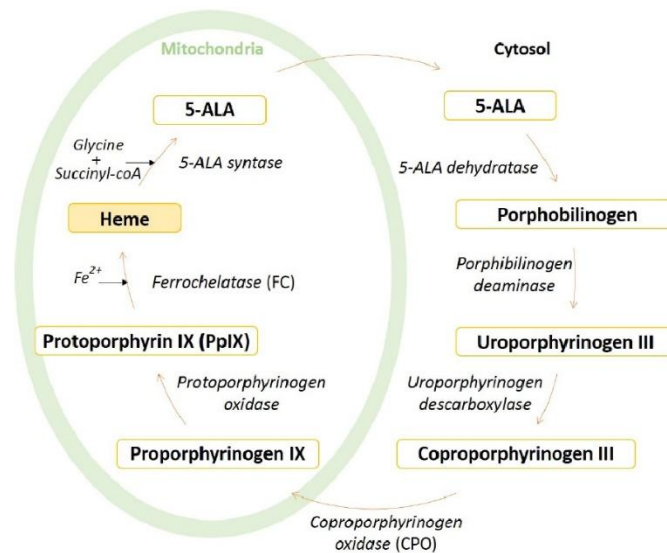 Mitochondria
Cytosol
5-ALA
5-ALA
Glycine
+
Succinyl-coA
5-ALA syntase
5-ALA dehydratase
Heme
Porphobilinogen
Fe2+
Ferrochelatase (FC)
Porphibilinogen
deaminase
Protoporphyrin IX (PpIX)
Uroporphyrinogen III
Protoporphyrinogen
oxidase
Uroporphyrinogen
descarboxylase
Proporphyrinogen IX
Coproporphyrinogen III
Coproporphyrinogen
oxidase (CPO)